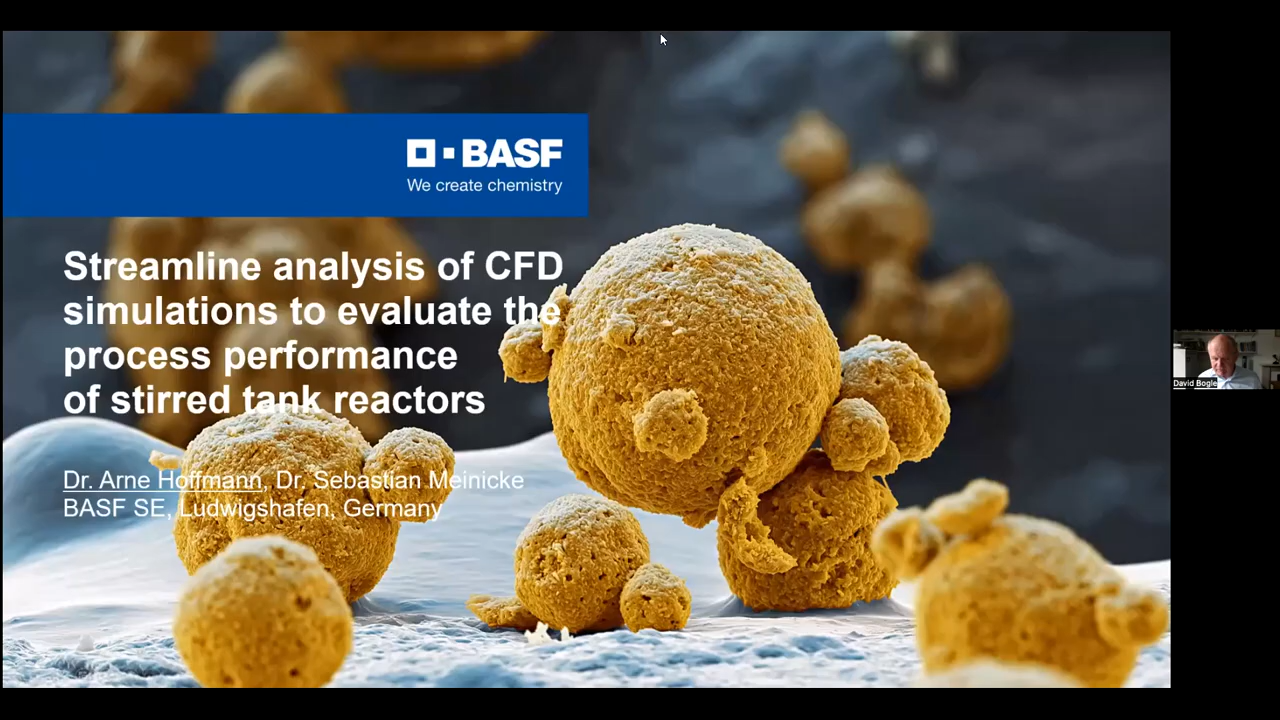 BASF
We create chemistry
Streamline analysis of CFD
simulations to evaluate the
process performance
of stirred tank reactors
Dr. Arne Hoffmann, Dr. Sebastian Meinicke
BASF SE, Ludwigshafen, Germany
David Bogle